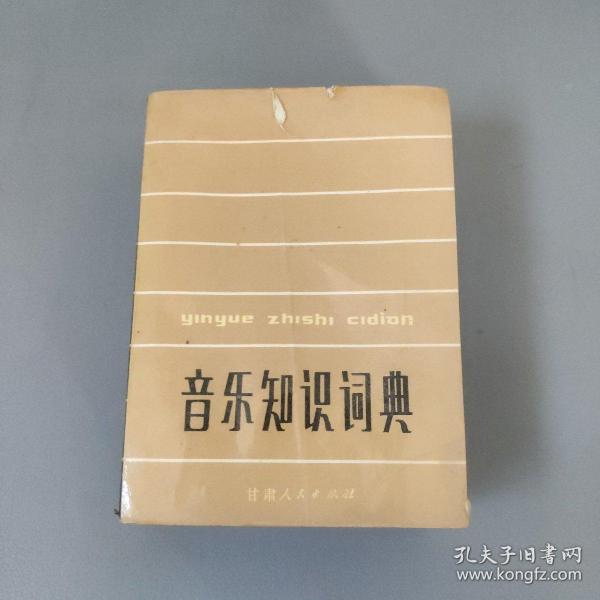 yinyue zhishi cidian
音乐知识词典
甘肃人民出版社
孔夫子旧书网
www.kongfz.com